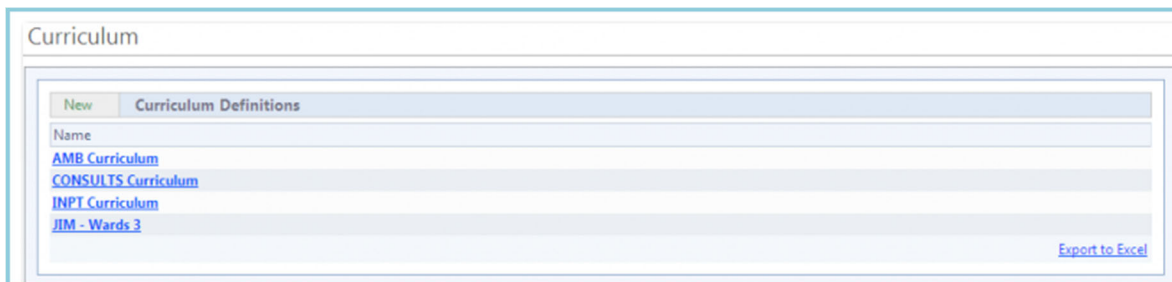 Curriculum
New Curriculum Definitions
Name
AMB Curriculum
CONSULTS Curriculum
INPT Curriculum
JIM - Wards 3
Export to Excel